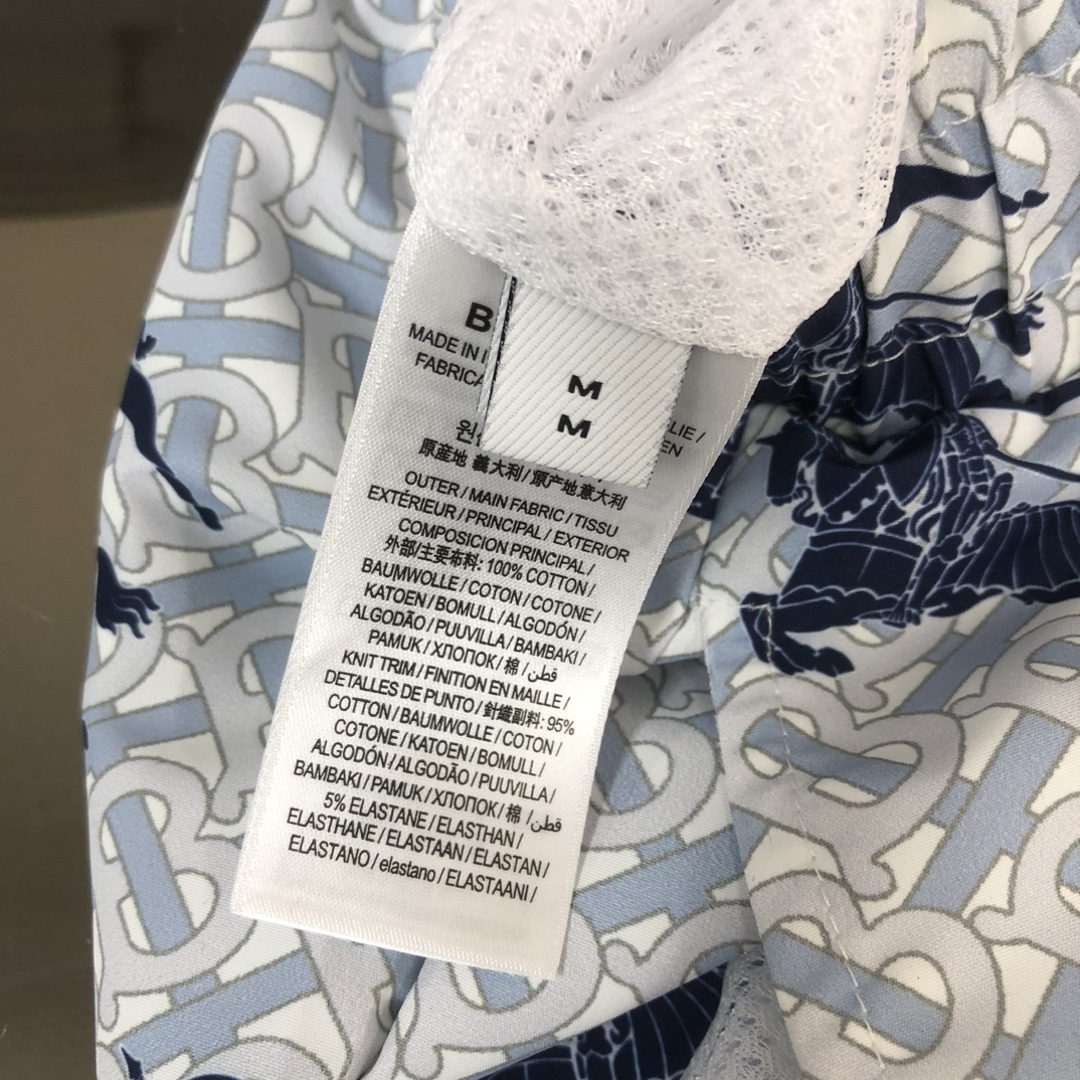 B
MADE IN I
FABRICA
M
M
LIE /
EN
원
原産地 義大利 / 原产地意大利
OUTER / MAIN FABRIC / TISSU
EXTÉRIEUR / PRINCIPAL / EXTERIOR
COMPOSICION PRINCIPAL /
外部/主要布料: 100% COTTON /
BAUMWOLLE / COTON / COTONE /
KATOEN / BOMULL / ALGODÓN /
ALGODÃO / PUUVILLA / BAMBAKI /
PAMUK / ХЛОПОК / 棉 / قطن
KNIT TRIM / FINITION EN MAILLE /
DETALLES DE PUNTO / 針織副料: 95%
COTTON / BAUMWOLLE / COTON /
COTONE / KATOEN / BOMULL /
ALGODÓN / ALGODÃO / PUUVILLA /
BAMBAKI / PAMUK / ХЛОПОК / 棉 / قطن
5% ELASTANE / ELASTHAN /
ELASTHANE / ELASTAAN / ELASTAN /
ELASTANO / elastano / ELASTAANI /